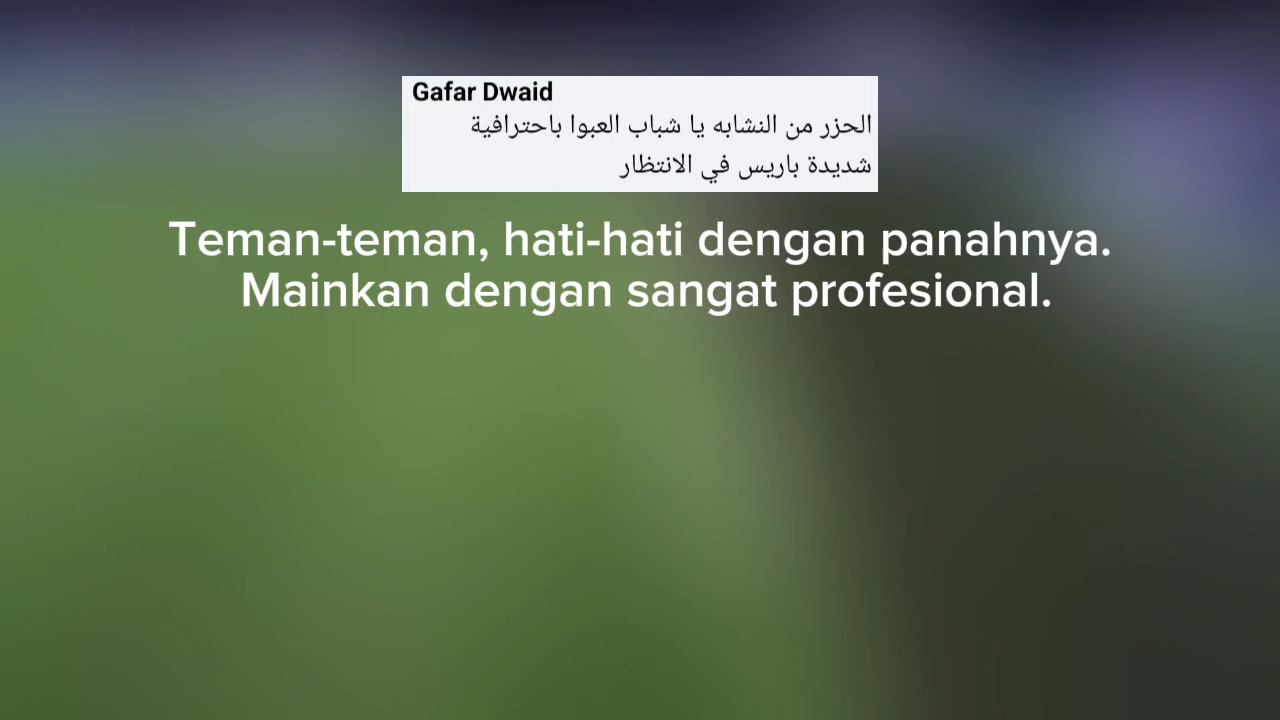 Gafar Dwaid
الحزر من النشابه يا شباب العبوا باحترافية
شديدة باريس في الانتظار
Teman-teman, hati-hati dengan panahnya.
Mainkan dengan sangat profesional.